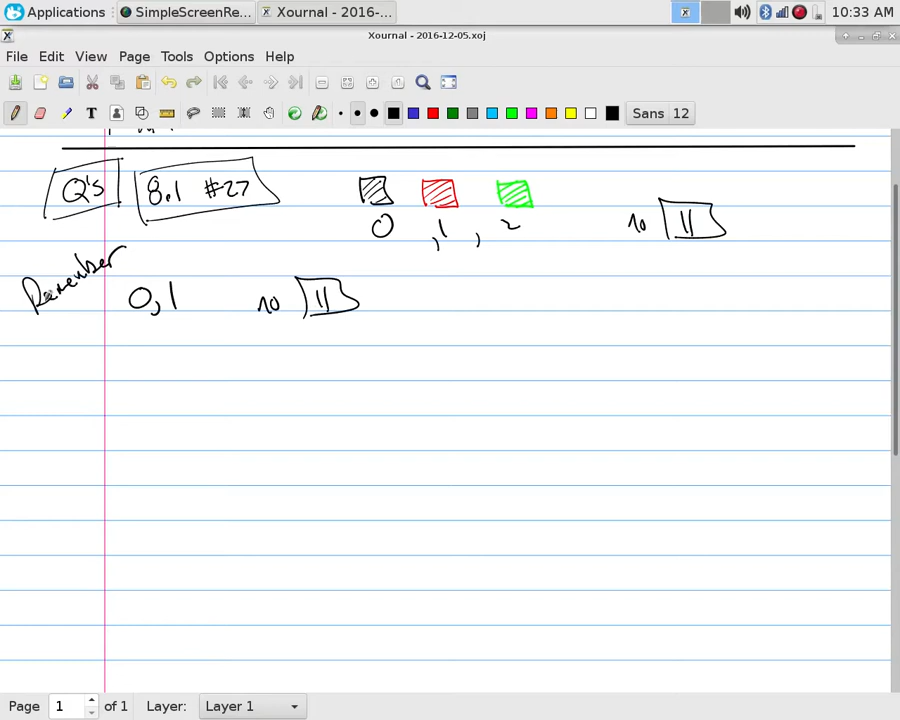 Applications SimpleScreenRe... Xournal - 2016-... 10:33 AM
Xournal - 2016-12-05.xoj
File Edit View Page Tools Options Help
T Sans 12
Q's 8.1 #27
0, 1, 2 10 11
Remember 0,1 10 11
Page 1 of 1 Layer: Layer 1